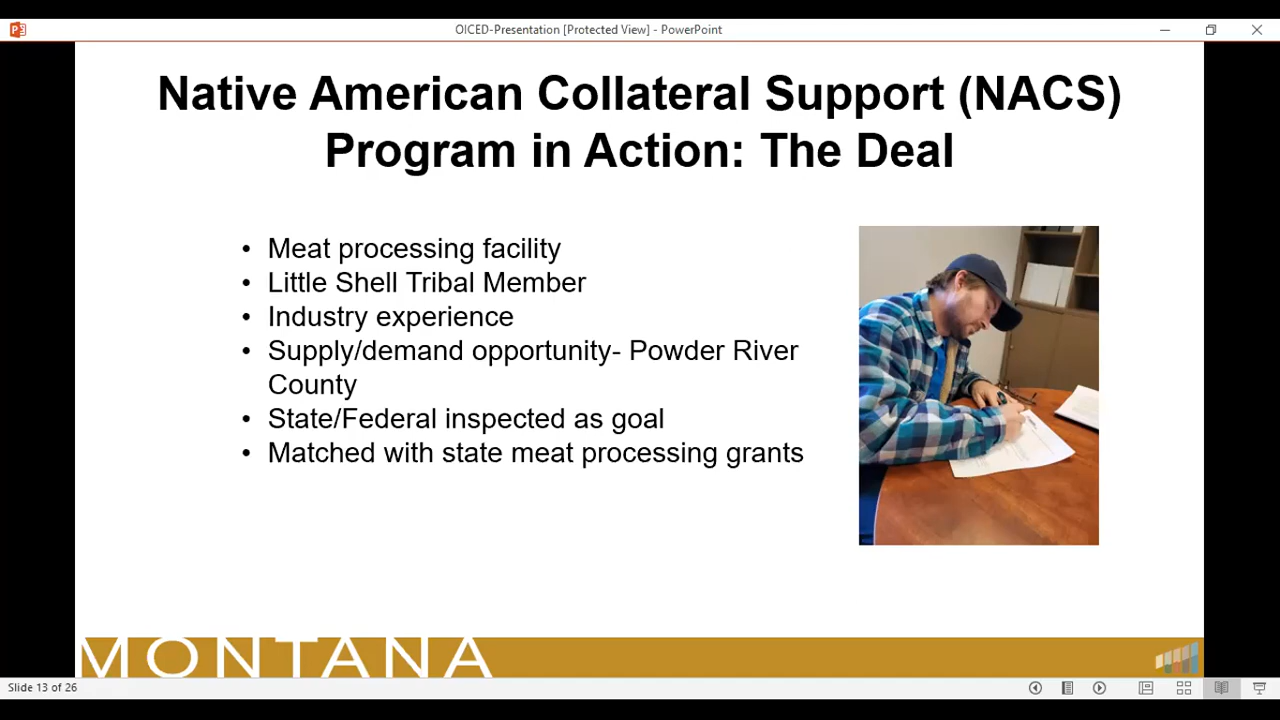 OICED-Presentation [Protected View] - PowerPoint
Native American Collateral Support (NACS)
Program in Action: The Deal
• Meat processing facility
• Little Shell Tribal Member
• Industry experience
• Supply/demand opportunity- Powder River
County
• State/Federal inspected as goal
• Matched with state meat processing grants
MONTANA
Slide 13 of 26